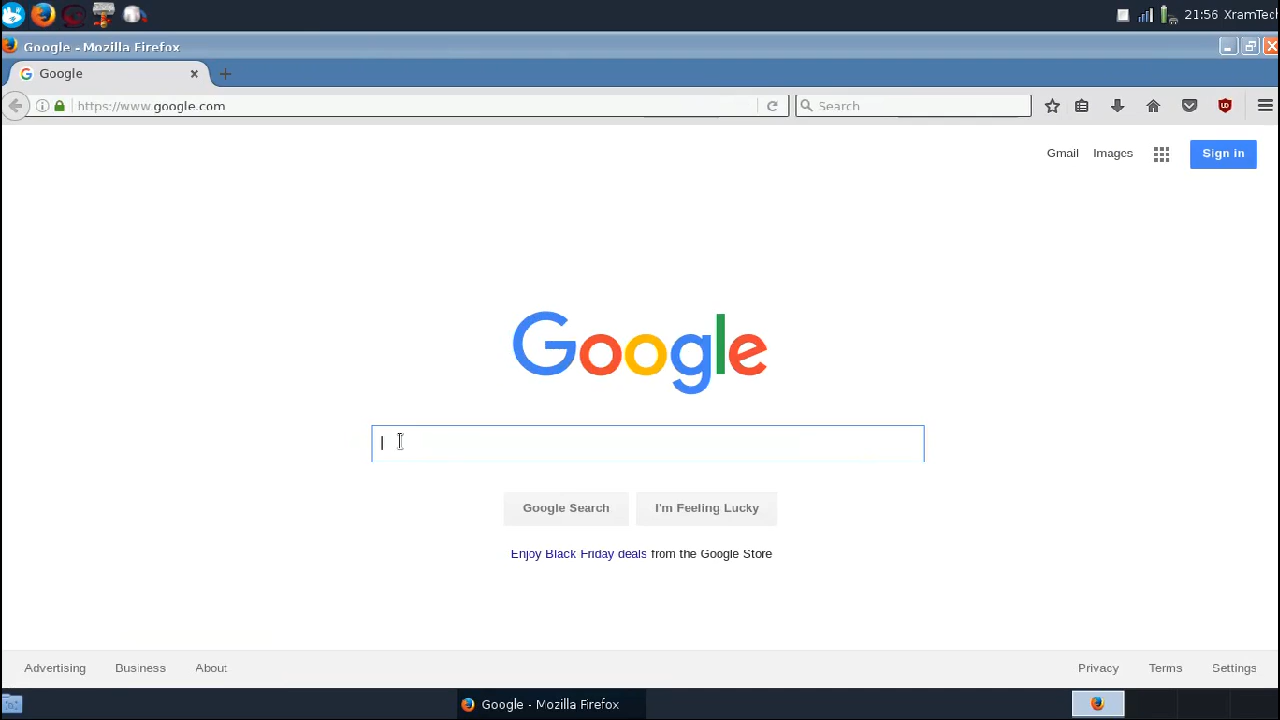 21:56 XramTech
Google - Mozilla Firefox
Google
https://www.google.com
Search
Gmail Images Sign in
Google
Google Search I'm Feeling Lucky
Enjoy Black Friday deals from the Google Store
Advertising Business About Privacy Terms Settings
Google - Mozilla Firefox